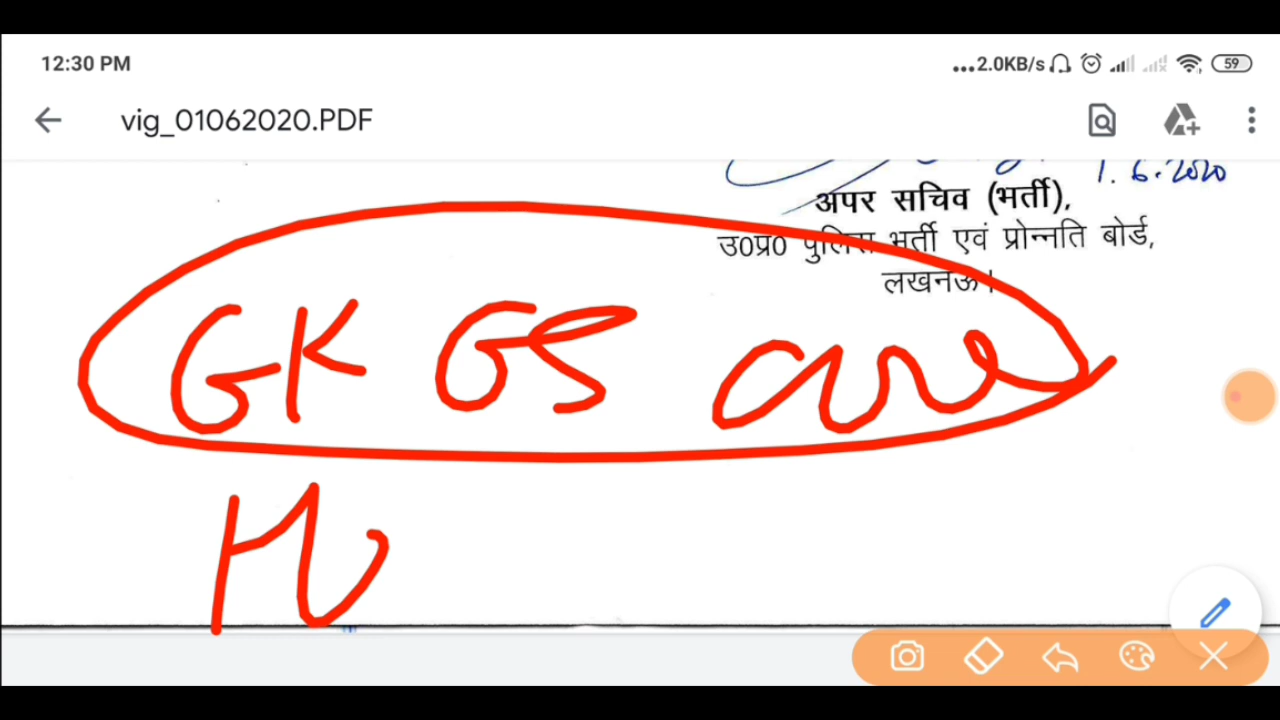 12:30 PM ...2.0KB/s 59
vig_01062020.PDF
1.6.2020
अपर सचिव (भर्ती),
उ0प्र0 पुलिस भर्ती एवं प्रोन्नति बोर्ड,
लखनऊ।
GK GS are